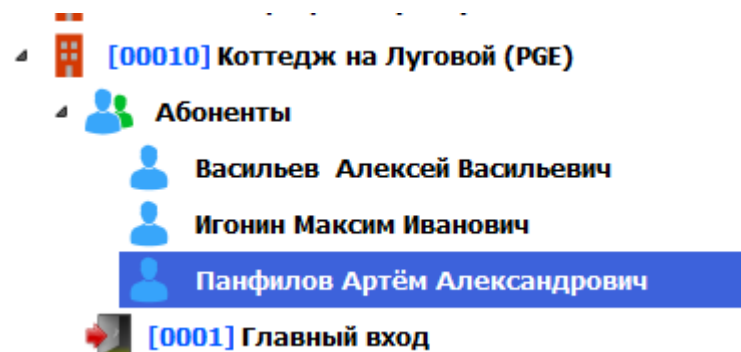 [00010] Коттедж на Луговой (PGE)
Абоненты
Васильев Алексей Васильевич
Игонин Максим Иванович
Панфилов Артём Александрович
[0001] Главный вход